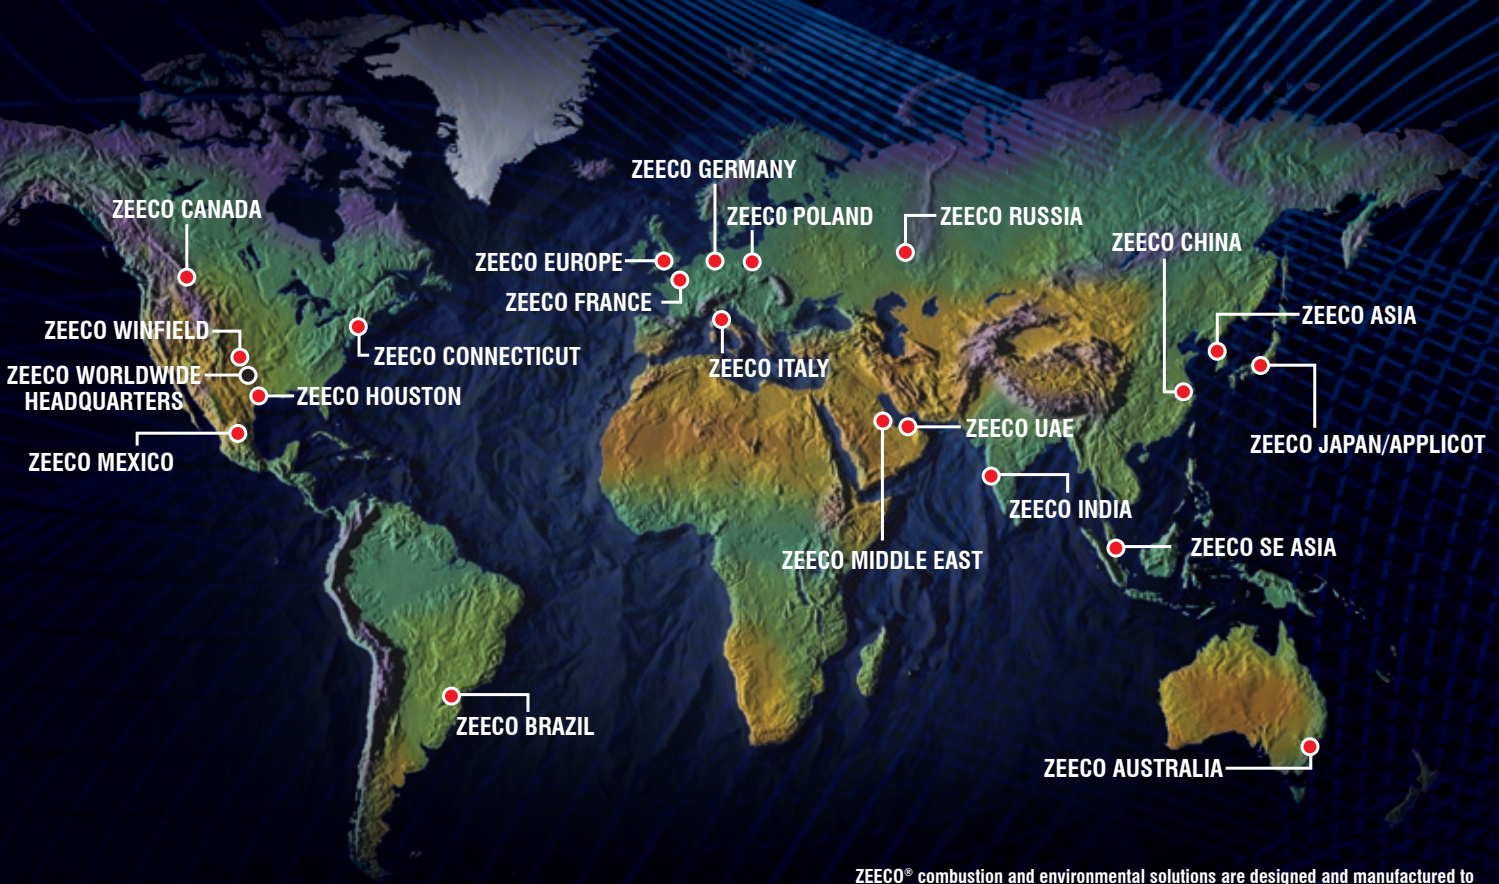 ZEECO GERMANY
ZEECO CANADA
ZEECO POLAND
ZEECO RUSSIA
ZEECO CHINA
ZEECO EUROPE
ZEECO FRANCE
ZEECO ASIA
ZEECO WINFIELD
ZEECO CONNECTICUT
ZEECO ITALY
ZEECO WORLDWIDE
HEADQUARTERS
ZEECO HOUSTON
ZEECO UAE
ZEECO JAPAN/APPLICOT
ZEECO MEXICO
ZEECO INDIA
ZEECO SE ASIA
ZEECO MIDDLE EAST
ZEECO BRAZIL
ZEECO AUSTRALIA
ZEECO® combustion and environmental solutions are designed and manufactured to